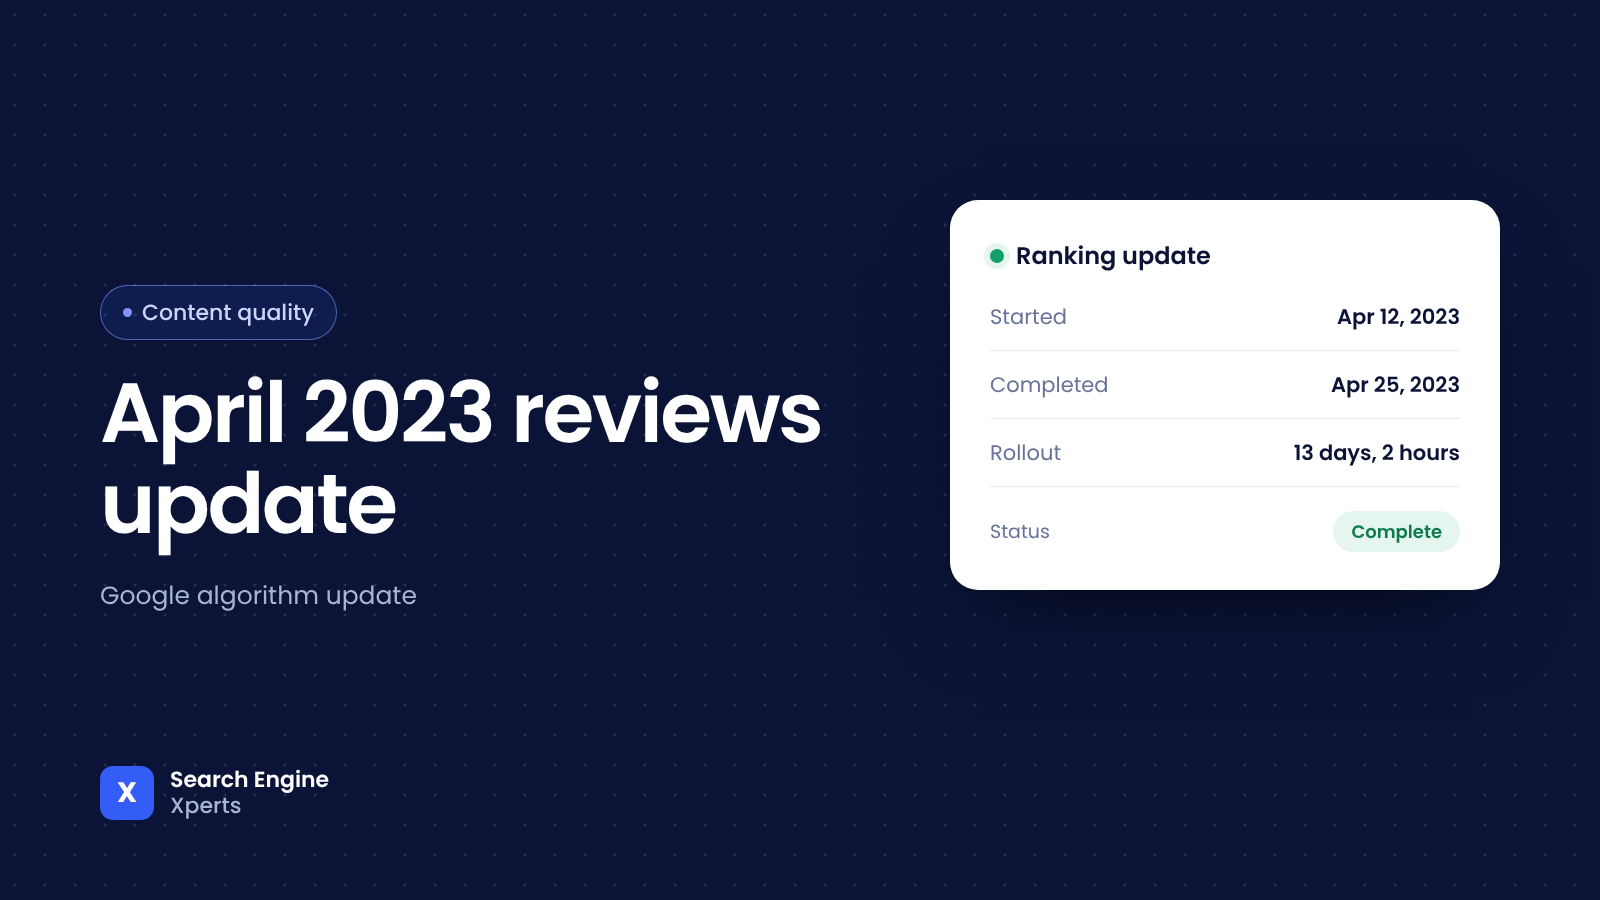 Content quality
April 2023 reviews
update
Google algorithm update
Ranking update
Started Apr 12, 2023
Completed Apr 25, 2023
Rollout 13 days, 2 hours
Status Complete
X
Search Engine
Xperts